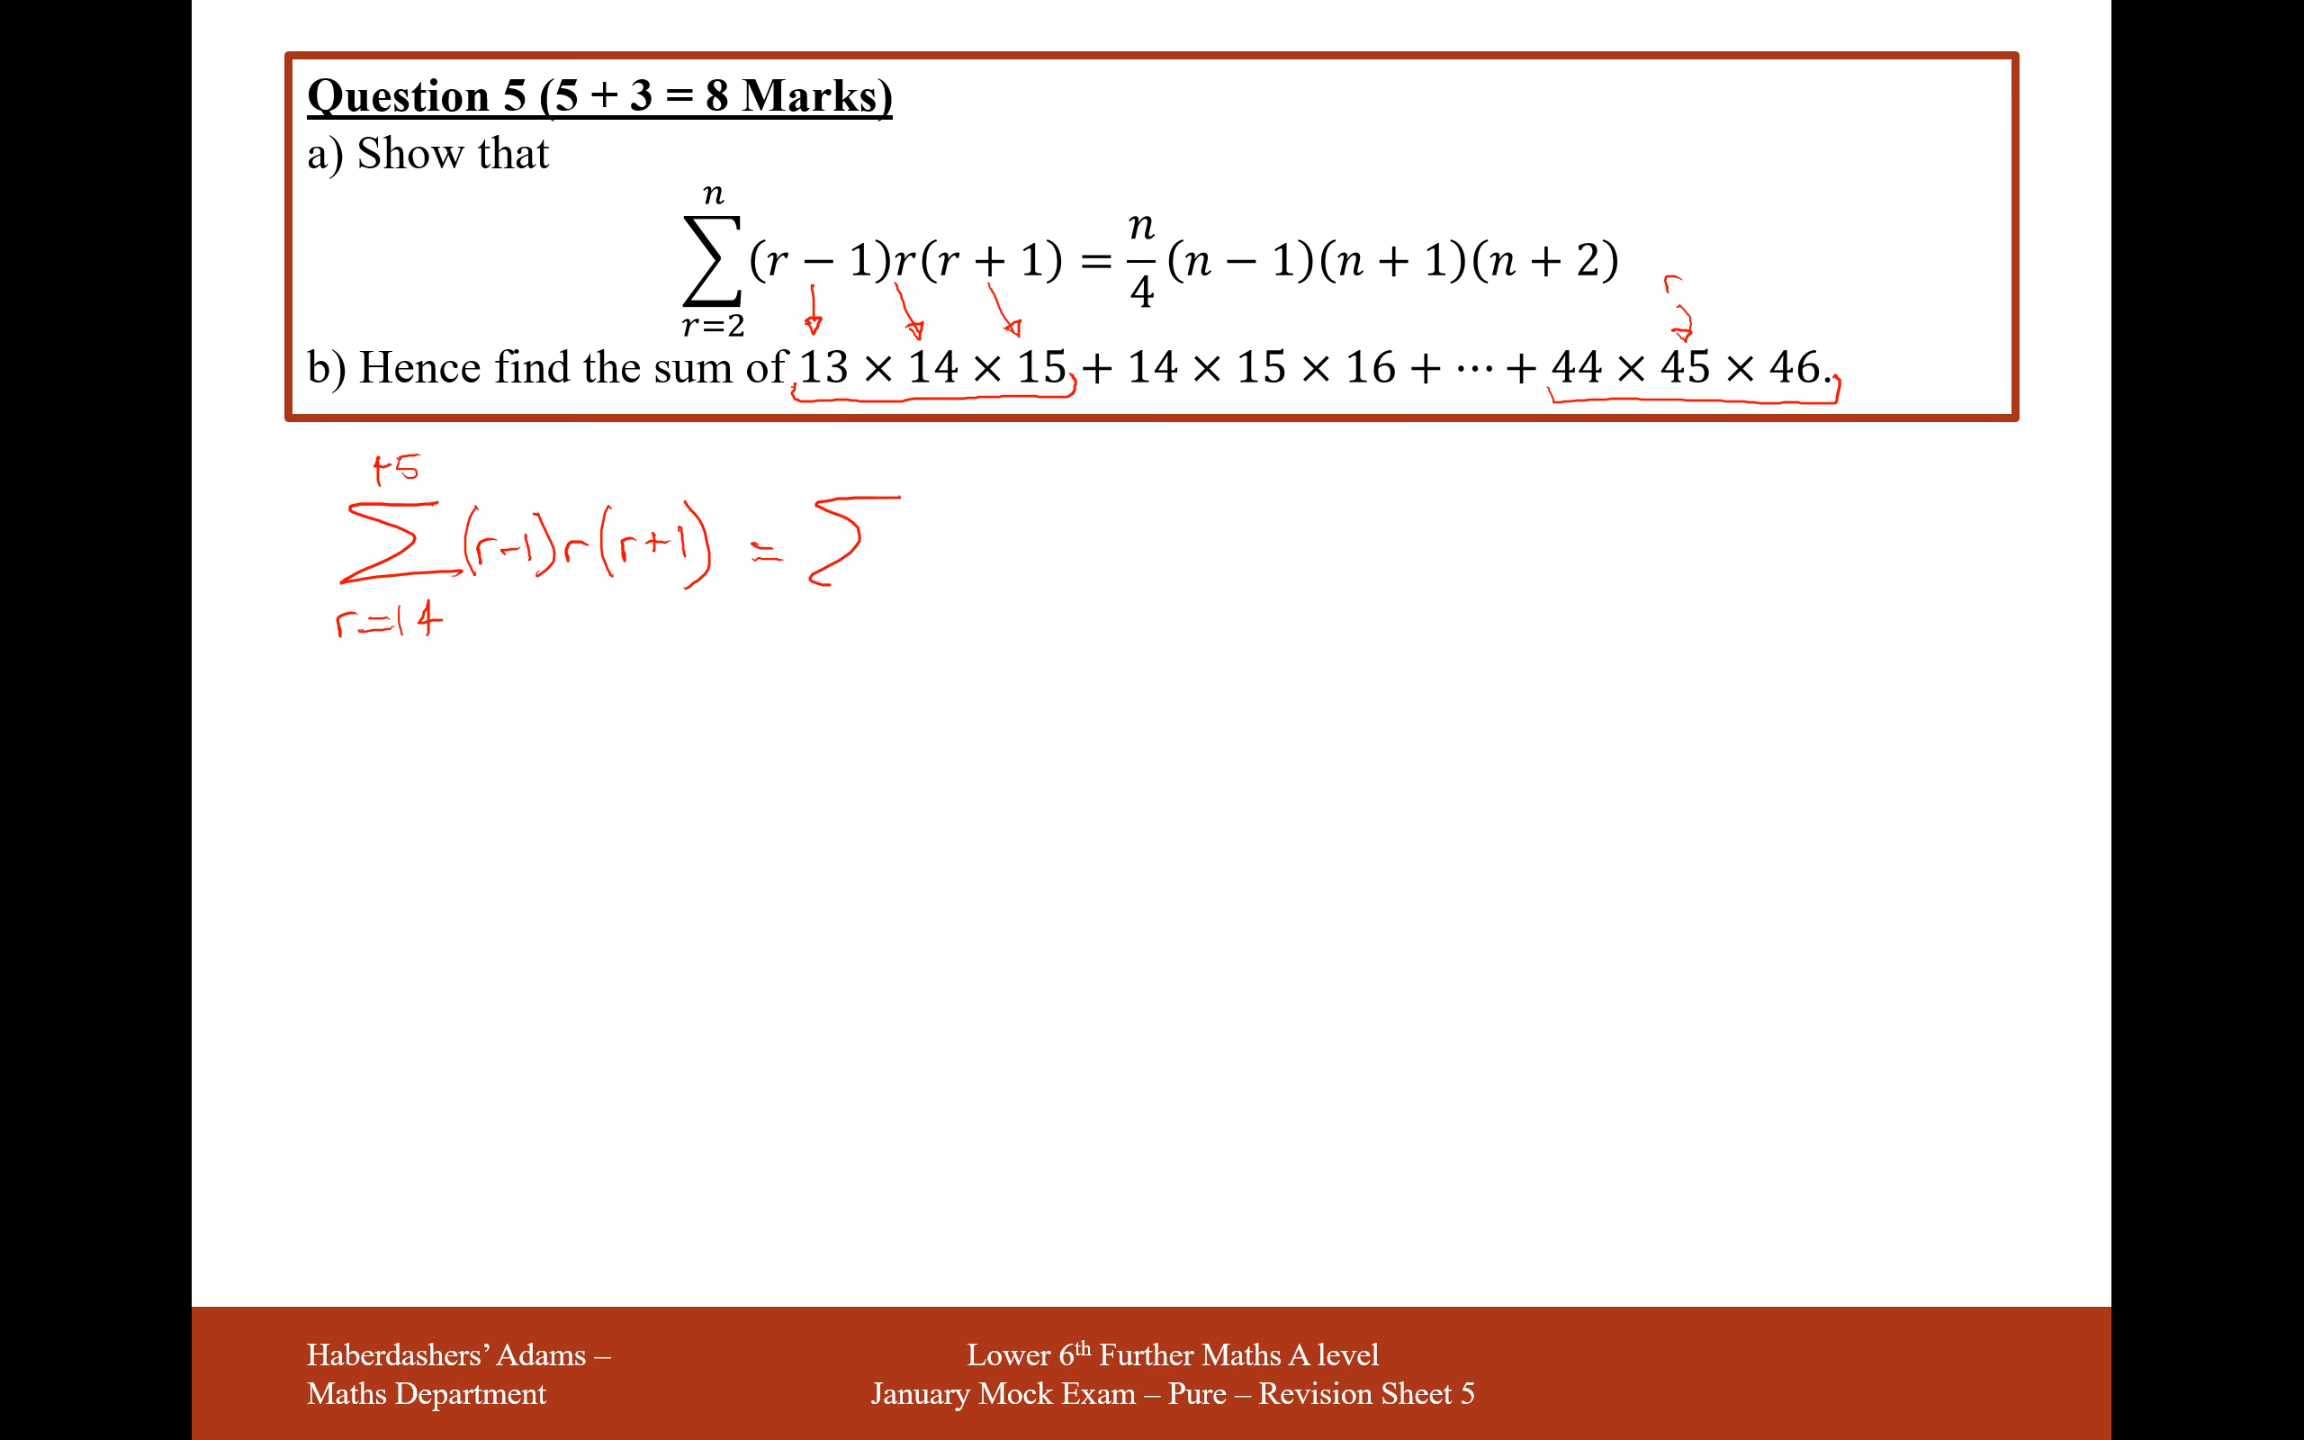 Question 5 (5 + 3 = 8 Marks)
a) Show that
n
∑ (r − 1)r(r + 1) = n/4 (n − 1)(n + 1)(n + 2)
r=2
r
b) Hence find the sum of 13 × 14 × 15 + 14 × 15 × 16 + ⋯ + 44 × 45 × 46.
45
∑ (r-1)r(r+1) = ∑
r=14
Haberdashers’ Adams –
Maths Department
Lower 6th Further Maths A level
January Mock Exam – Pure – Revision Sheet 5